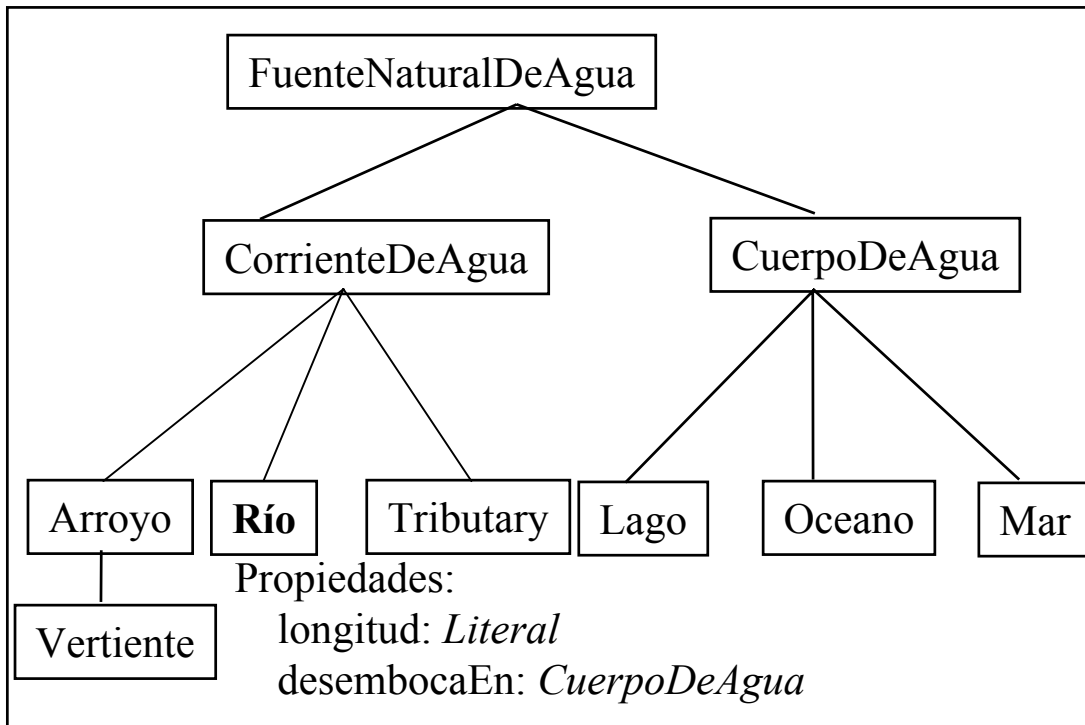 FuenteNaturalDeAgua
CorrienteDeAgua
CuerpoDeAgua
Arroyo
Río
Tributary
Lago
Oceano
Mar
Vertiente
Propiedades:
longitud: Literal
desembocaEn: CuerpoDeAgua